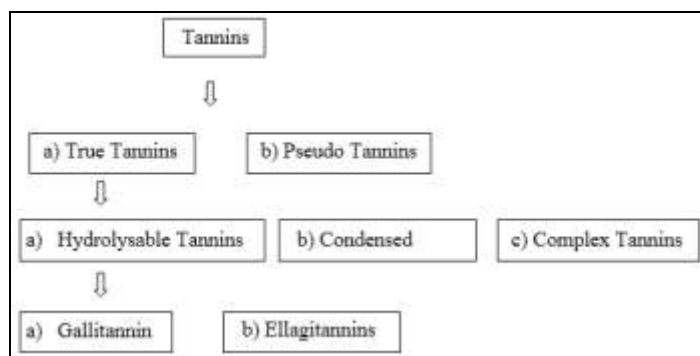 Tannins
a) True Tannins
b) Pseudo Tannins
a) Hydrolysable Tannins
b) Condensed
c) Complex Tannins
a) Gallitannin
b) Ellagitannins